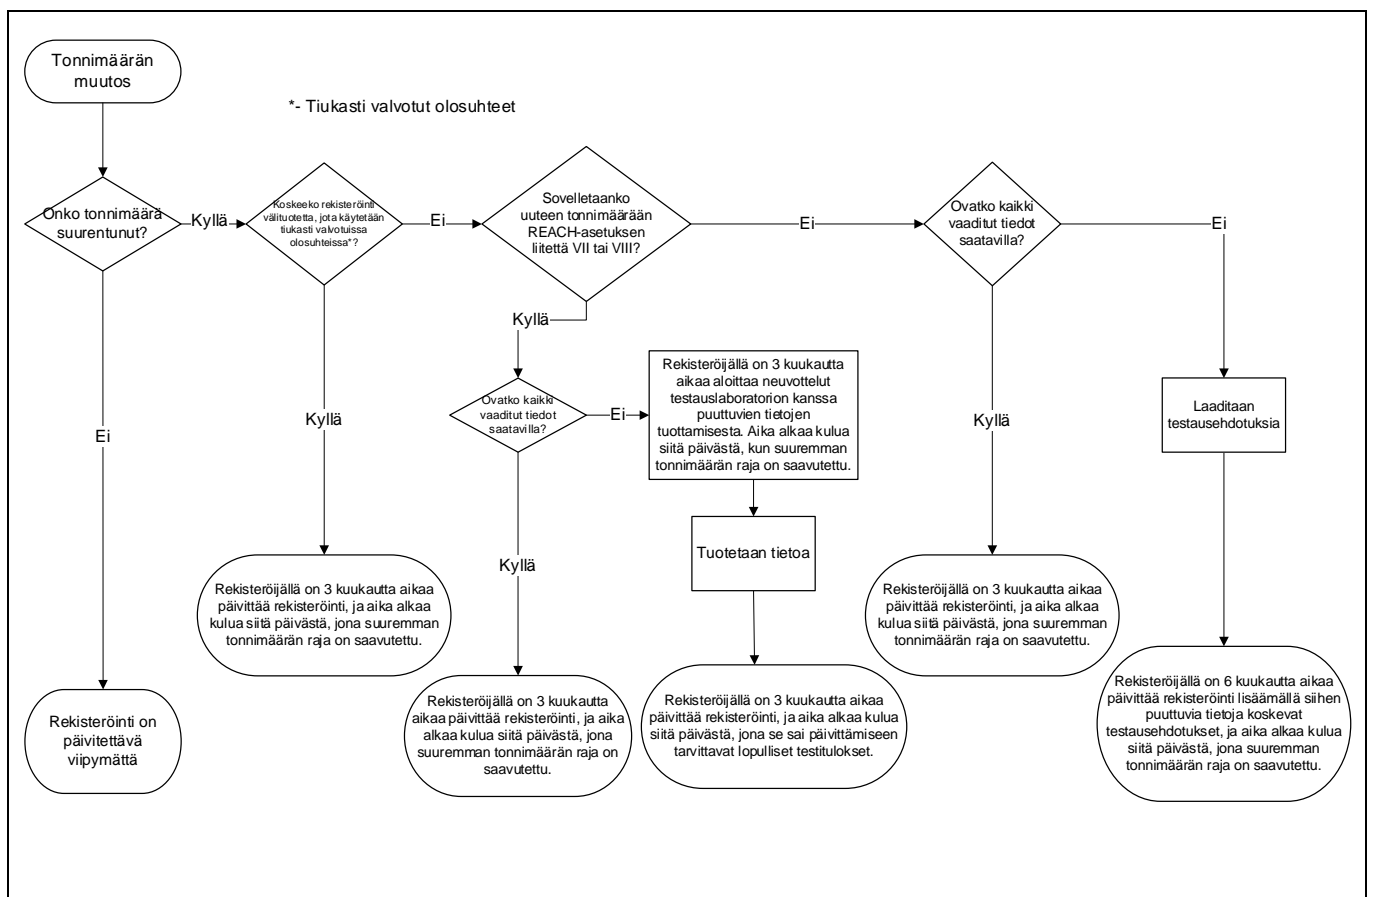 Tonnimäärän
muutos
*- Tiukasti valvotut olosuhteet
Onko tonnimäärä
suurentunut?
Kyllä
Koskeeko rekisteröinti
välituotetta, jota käytetään
tiukasti valvotuissa
olosuhteissa*?
Ei
Sovelletaanko
uuteen tonnimäärään
REACH-asetuksen
liitettä VII tai VIII?
Ei
Ovatko kaikki
vaaditut tiedot
saatavilla?
Ei
Kyllä
Ei
Kyllä
Ovatko kaikki
vaaditut tiedot
saatavilla?
Ei
Rekisteröijällä on 3 kuukautta
aikaa aloittaa neuvottelut
testauslaboratorion kanssa
puuttuvien tietojen
tuottamisesta. Aika alkaa kulua
siitä päivästä, kun suuremman
tonnimäärän raja on saavutettu.
Kyllä
Laaditaan
testausehdotuksia
Kyllä
Tuotetaan tietoa
Rekisteröijällä on 3 kuukautta aikaa
päivittää rekisteröinti, ja aika alkaa
kulua siitä päivästä, jona suuremman
tonnimäärän raja on saavutettu.
Rekisteröijällä on 3 kuukautta aikaa
päivittää rekisteröinti, ja aika alkaa
kulua siitä päivästä, jona suuremman
tonnimäärän raja on saavutettu.
Rekisteröinti on
päivitettävä
viipymättä
Rekisteröijällä on 3 kuukautta
aikaa päivittää rekisteröinti, ja aika
alkaa kulua siitä päivästä, jona
suuremman tonnimäärän raja on
saavutettu.
Rekisteröijällä on 3 kuukautta aikaa
päivittää rekisteröinti, ja aika alkaa kulua
siitä päivästä, jona se sai päivittämiseen
tarvittavat lopulliset testitulokset.
Rekisteröijällä on 6 kuukautta aikaa
päivittää rekisteröinti lisäämällä siihen
puuttuvia tietoja koskevat
testausehdotukset, ja aika alkaa kulua
siitä päivästä, jona suuremman
tonnimäärän raja on saavutettu.